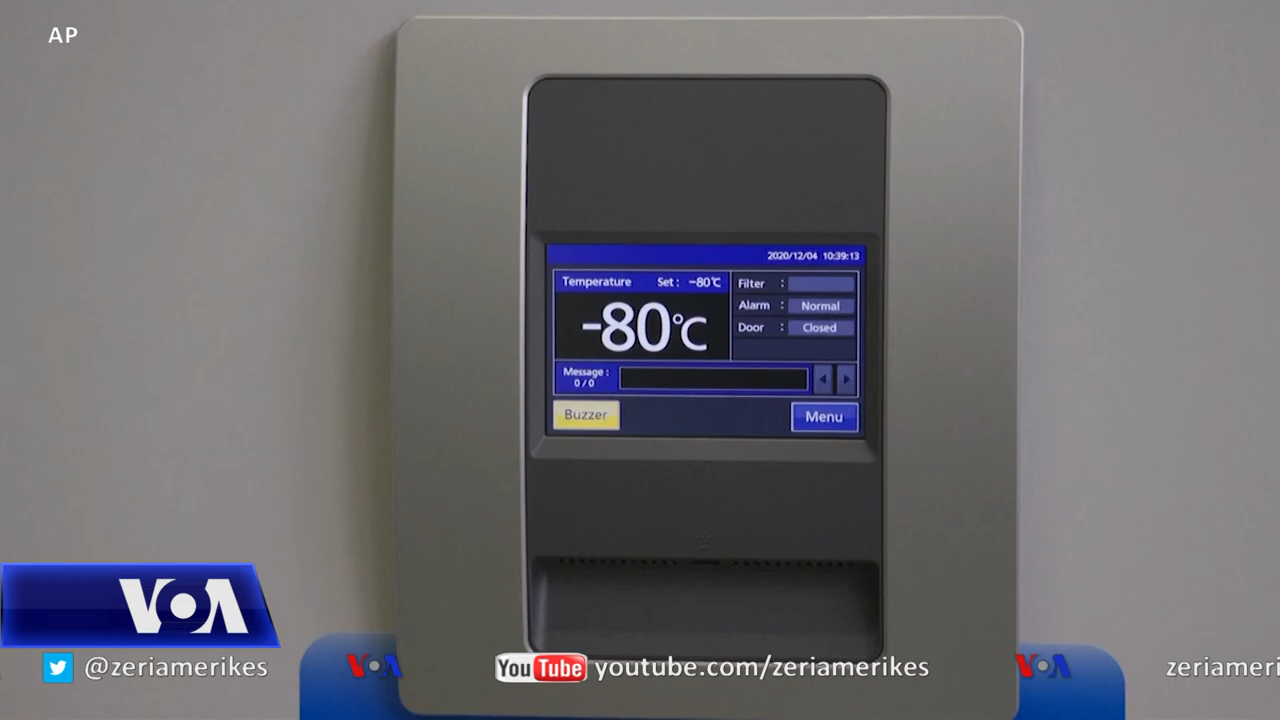 AP
2020/12/04 10:39:13
Temperature Set : -80℃
-80℃
Filter :
Alarm : Normal
Door : Closed
Message :
0 / 0
Buzzer
Menu
VOA
@zeriamerikes
VOA
YouTube youtube.com/zeriamerikes
VOA
zeriameri